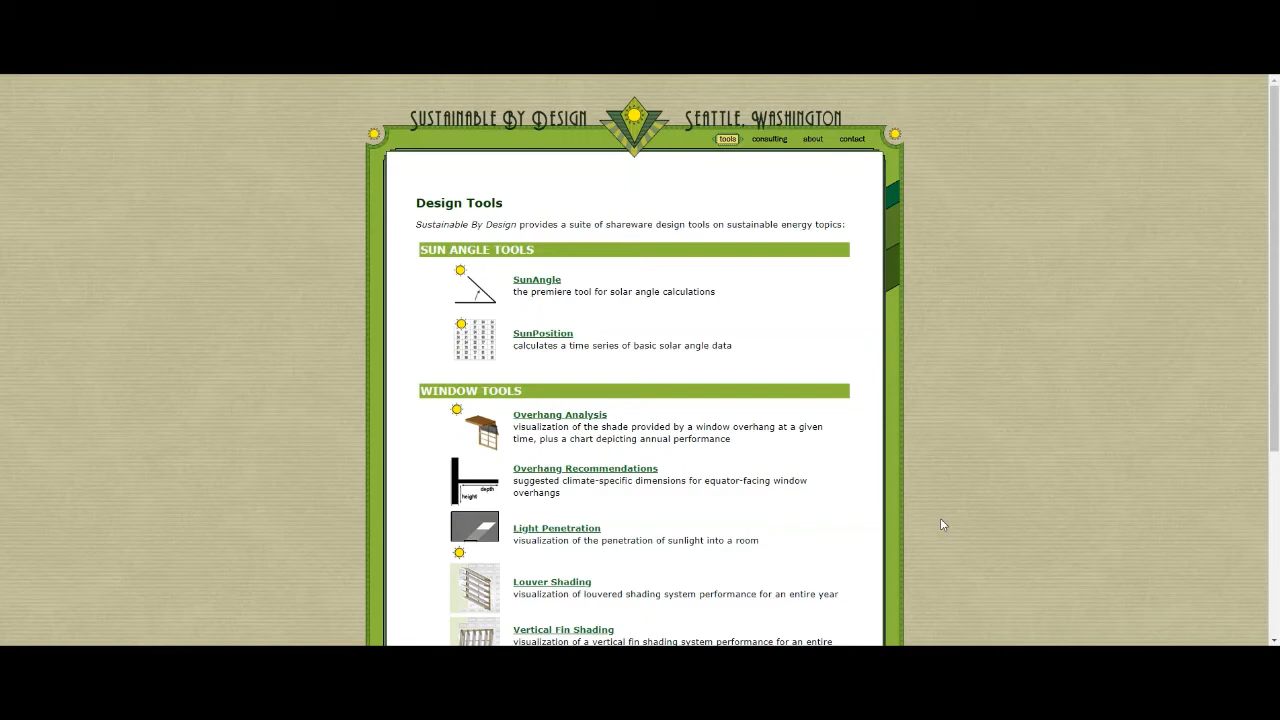 Sustainable By Design Seattle, Washington
tools consulting about contact
Design Tools
Sustainable By Design provides a suite of shareware design tools on sustainable energy topics:
SUN ANGLE TOOLS
SunAngle
the premiere tool for solar angle calculations
SunPosition
calculates a time series of basic solar angle data
WINDOW TOOLS
Overhang Analysis
visualization of the shade provided by a window overhang at a given
time, plus a chart depicting annual performance
Overhang Recommendations
depth
height
suggested climate-specific dimensions for equator-facing window
overhangs
Light Penetration
visualization of the penetration of sunlight into a room
Louver Shading
visualization of louvered shading system performance for an entire year
Vertical Fin Shading
visualization of a vertical fin shading system performance for an entire